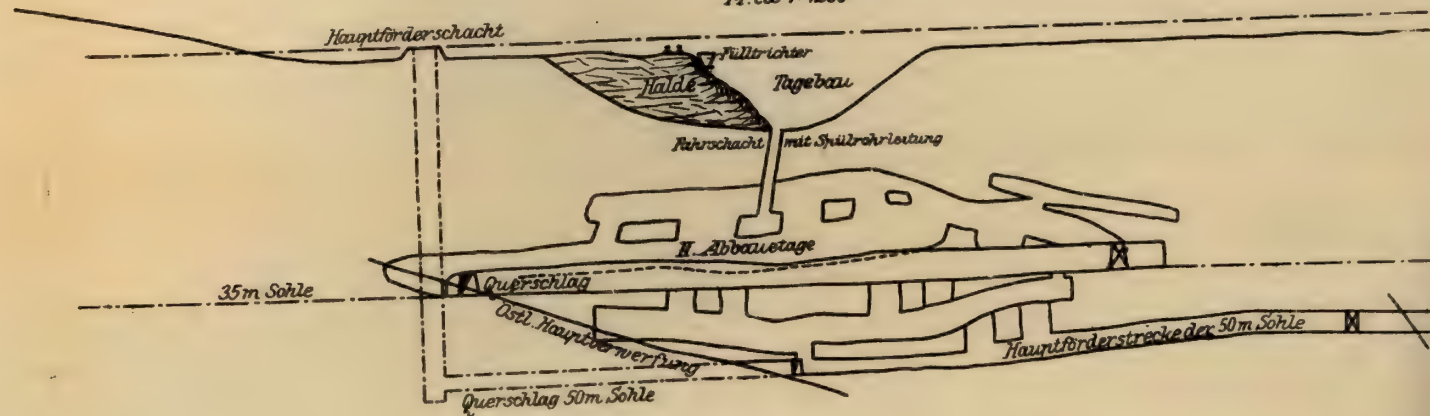 Hauptförderschacht
Fülltrichter
Halde
Tagebau
Fahrschacht mit Spülrohrleitung
II. Abbauetage
35m Sohle
Querschlag
Östl. Hauptverwerfung
Hauptförderstrecke der 50m Sohle
Querschlag 50m Sohle